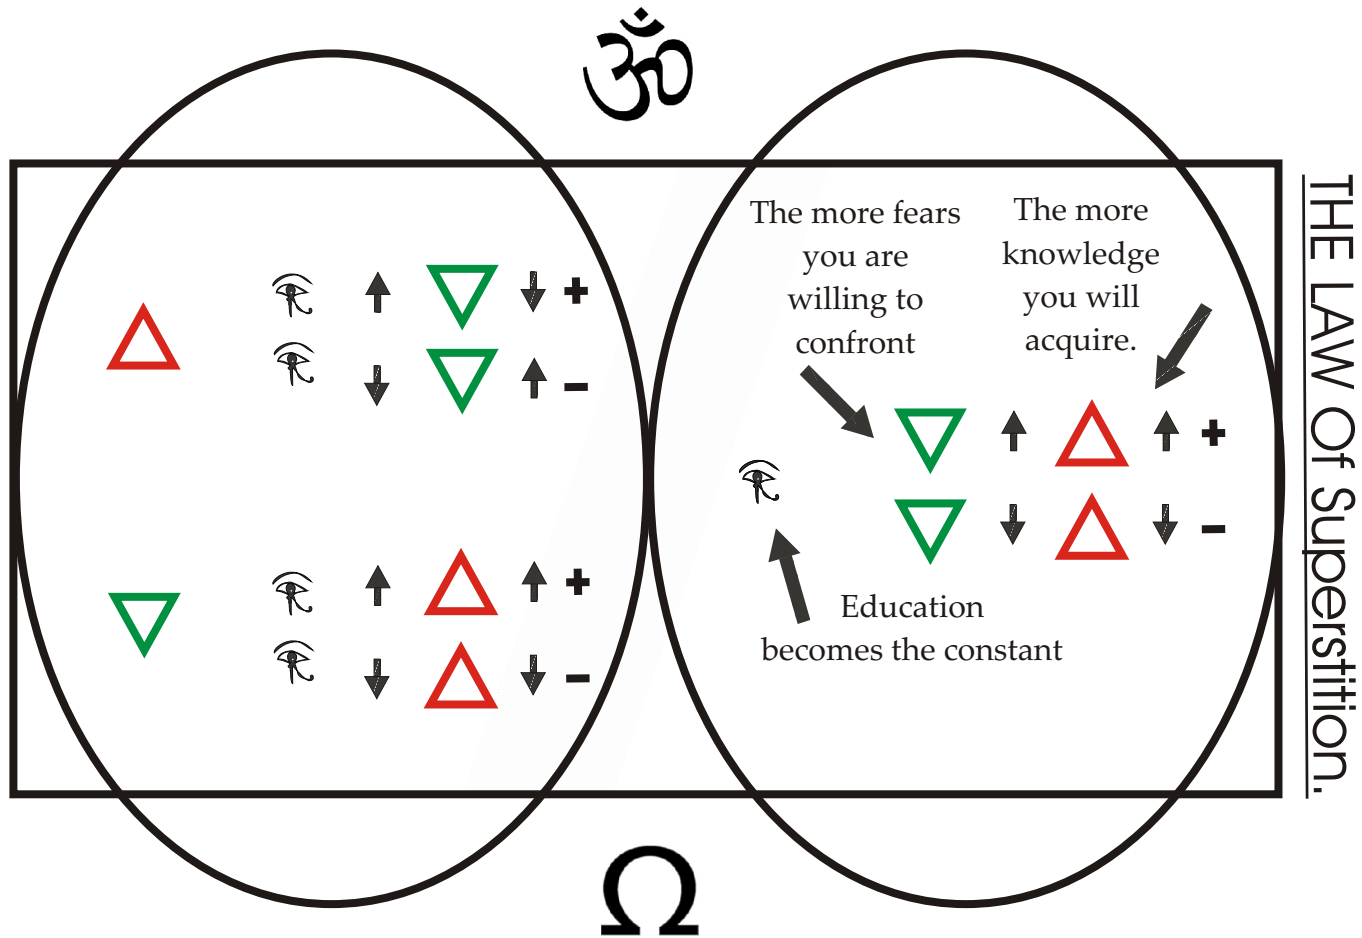 ॐ
The more fears
you are
willing to
confront
The more
knowledge
you will
acquire.
+
−
+
−
+
−
Education
becomes the constant
THE LAW Of Superstition.
Ω